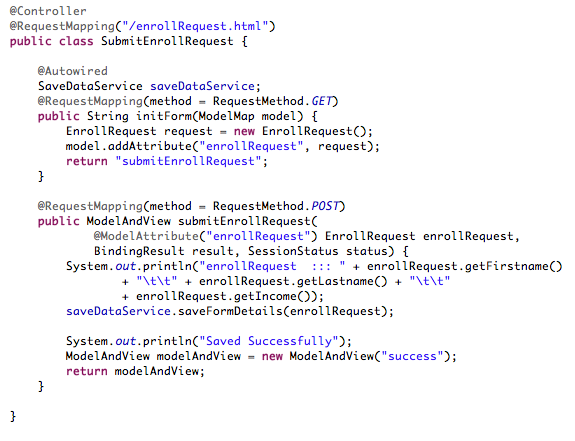 @Controller
@RequestMapping("/enrollRequest.html")
public class SubmitEnrollRequest {
@Autowired
SaveDataService saveDataService;
@RequestMapping(method = RequestMethod.GET)
public String initForm(ModelMap model) {
EnrollRequest request = new EnrollRequest();
model.addAttribute("enrollRequest", request);
return "submitEnrollRequest";
}
@RequestMapping(method = RequestMethod.POST)
public ModelAndView submitEnrollRequest(
@ModelAttribute("enrollRequest") EnrollRequest enrollRequest,
BindingResult result, SessionStatus status) {
System.out.println("enrollRequest  ::: " + enrollRequest.getFirstname()
+ "\t\t" + enrollRequest.getLastname() + "\t\t"
+ enrollRequest.getIncome());
saveDataService.saveFormDetails(enrollRequest);
System.out.println("Saved Successfully");
ModelAndView modelAndView = new ModelAndView("success");
return modelAndView;
}
}